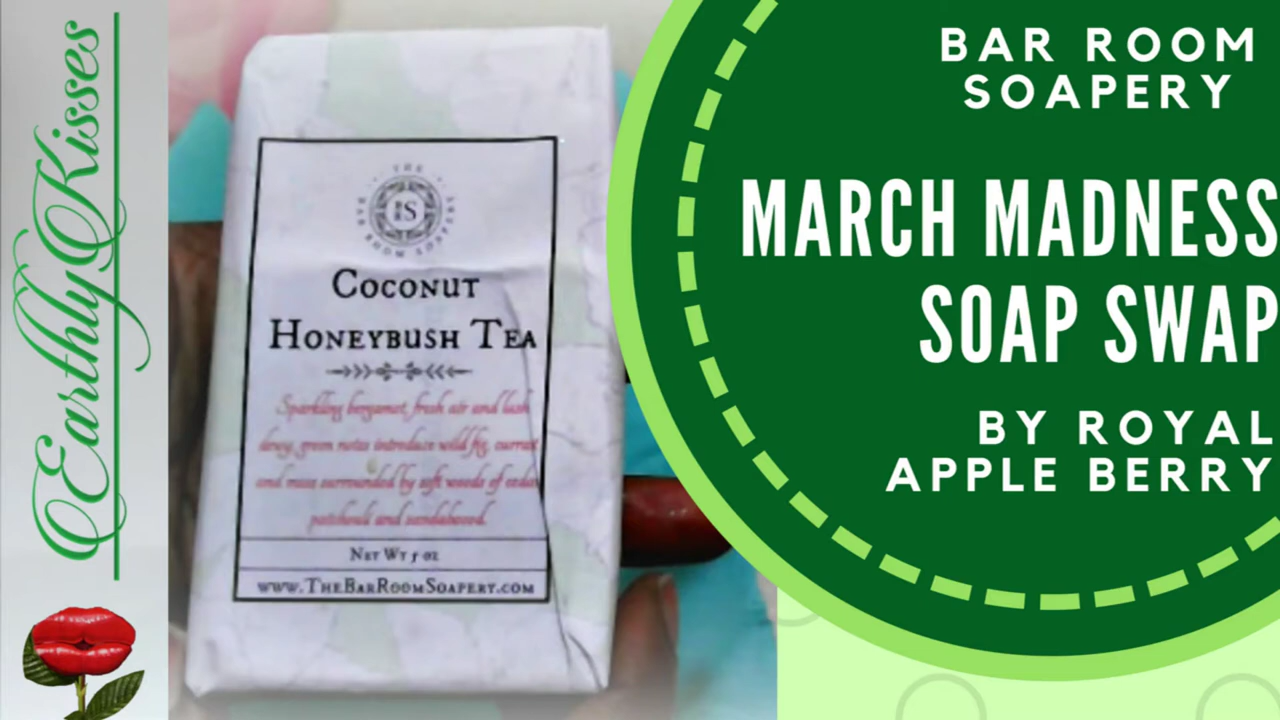 EarthlyKisses
THE
BAR ROOM SOAPERY
S
Coconut
Honeybush Tea
Sparkling bergamot, fresh air and lush
dewy, green notes introduce wild fig, currant
and moss surrounded by soft woods of cedar
patchouli and sandalwood.
Net Wt 5 oz
www.TheBarRoomSoapery.com
BAR ROOM
SOAPERY
MARCH MADNESS
SOAP SWAP
BY ROYAL
APPLE BERRY